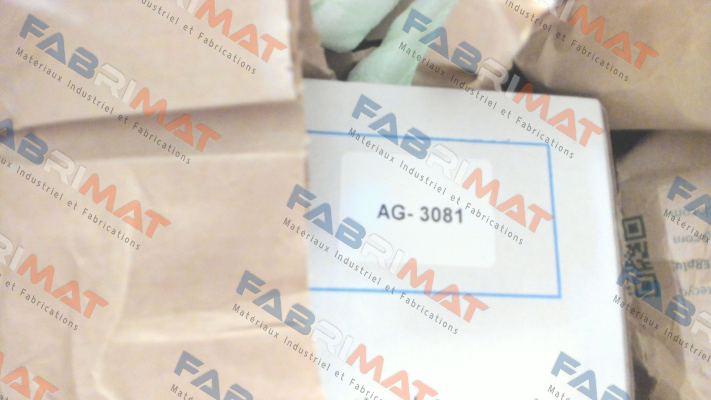 AG- 3081
FABRIMAT
Matériaux Industriel et Fabrications